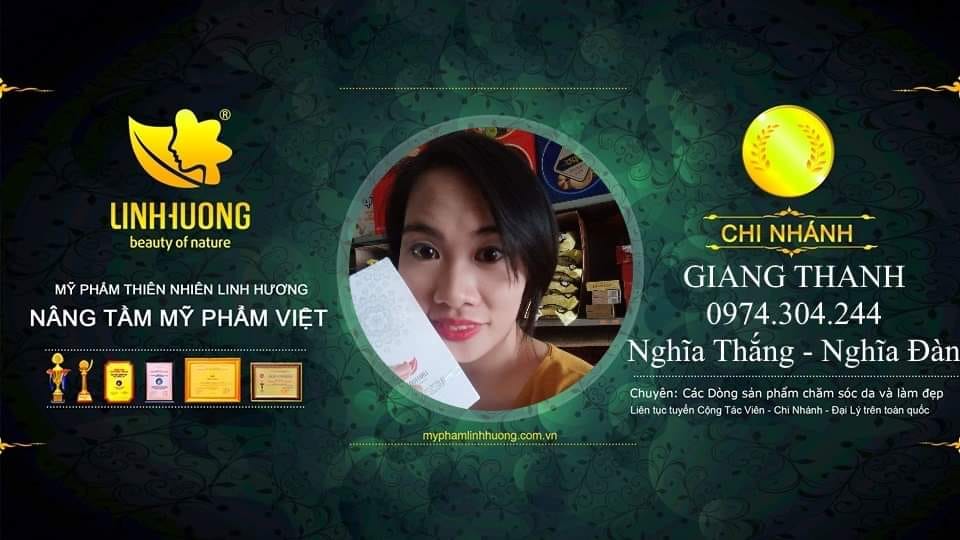 LINH HUONG
®
beauty of nature
MỸ PHẨM THIÊN NHIÊN LINH HƯƠNG
NÂNG TẦM MỸ PHẨM VIỆT
myphamlinhhuong.com.vn
CHI NHÁNH
GIANG THANH
0974.304.244
Nghĩa Thắng - Nghĩa Đàn
Chuyên: Các Dòng sản phẩm chăm sóc da và làm đẹp
Liên tục tuyển Cộng Tác Viên - Chi Nhánh - Đại Lý trên toàn quốc